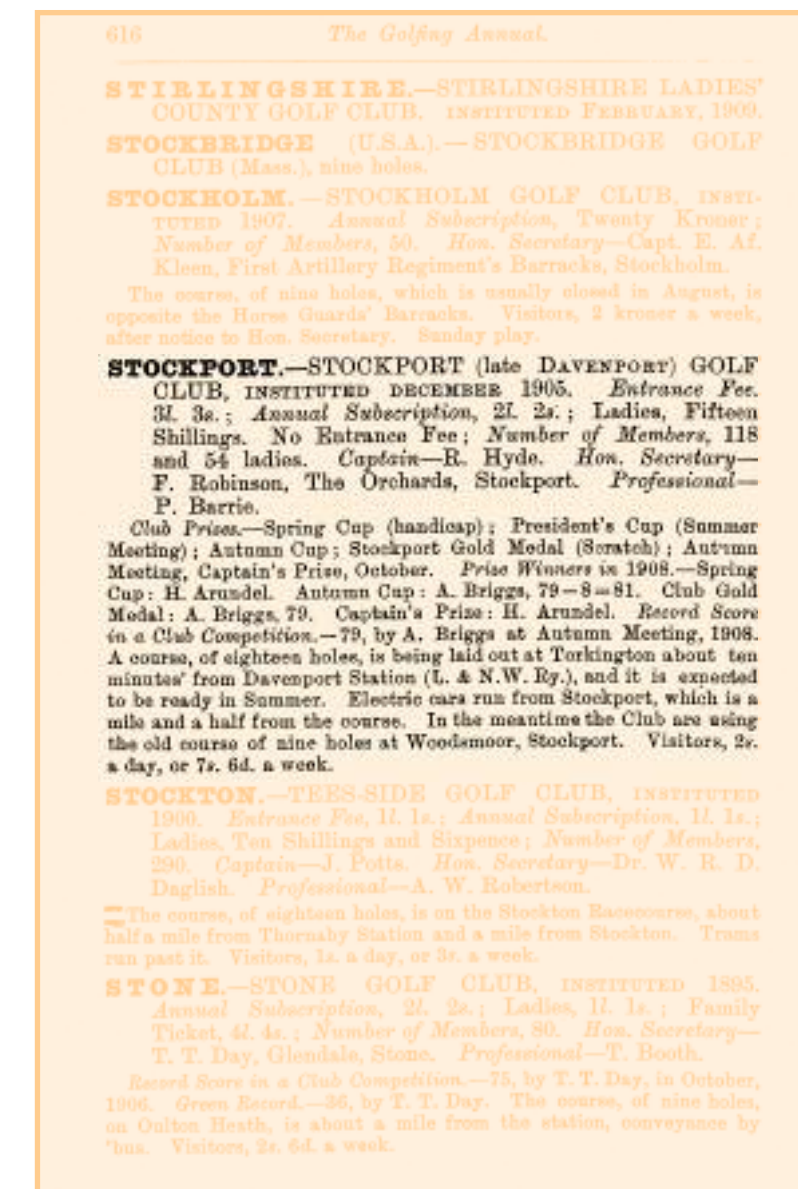 616 The Golfing Annual.
STIRLINGSHIRE.—STIRLINGSHIRE LADIES'
COUNTY GOLF CLUB. INSTITUTED FEBRUARY, 1909.
STOCKBRIDGE (U.S.A.).—STOCKBRIDGE GOLF
CLUB (Mass.), nine holes.
STOCKHOLM.—STOCKHOLM GOLF CLUB, INSTI-
TUTED 1907. Annual Subscription, Twenty Kroner;
Number of Members, 50. Hon. Secretary—Capt. E. Af.
Kleen, First Artillery Regiment's Barracks, Stockholm.
The course, of nine holes, which is usually closed in August, is
opposite the Horse Guards' Barracks. Visitors, 2 kroner a week,
after notice to Hon. Secretary. Sunday play.
STOCKPORT.—STOCKPORT (late DAVENPORT) GOLF
CLUB, INSTITUTED DECEMBER 1905. Entrance Fee.
3l. 3s.; Annual Subscription, 2l. 2s.; Ladies, Fifteen
Shillings. No Entrance Fee; Number of Members, 118
and 54 ladies. Captain—R. Hyde. Hon. Secretary—
F. Robinson, The Orchards, Stockport. Professional—
P. Barrie.
Club Prizes.—Spring Cup (handicap); President's Cup (Summer
Meeting); Autumn Cup; Stockport Gold Medal (Scratch); Autumn
Meeting, Captain's Prize, October. Prize Winners in 1908.—Spring
Cup: H. Arundel. Autumn Cup: A. Briggs, 79—8=81. Club Gold
Medal: A. Briggs, 79. Captain's Prize: H. Arundel. Record Score
in a Club Competition.—79, by A. Briggs at Autumn Meeting, 1908.
A course, of eighteen holes, is being laid out at Torkington about ten
minutes' from Davenport Station (L. & N.W. Ry.), and it is expected
to be ready in Summer. Electric cars run from Stockport, which is a
mile and a half from the course. In the meantime the Club are using
the old course of nine holes at Woodsmoor, Stockport. Visitors, 2s.
a day, or 7s. 6d. a week.
STOCKTON.—TEES-SIDE GOLF CLUB, INSTITUTED
1900. Entrance Fee, 1l. 1s.; Annual Subscription, 1l. 1s.;
Ladies, Ten Shillings and Sixpence; Number of Members,
290. Captain—J. Potts. Hon. Secretary—Dr. W. R. D.
Daglish. Professional—A. W. Robertson.
The course, of eighteen holes, is on the Stockton Racecourse, about
half a mile from Thornaby Station and a mile from Stockton. Trams
run past it. Visitors, 1s. a day, or 3s. a week.
STONE.—STONE GOLF CLUB, INSTITUTED 1895.
Annual Subscription, 2l. 2s.; Ladies, 1l. 1s.; Family
Ticket, 4l. 4s.; Number of Members, 80. Hon. Secretary—
T. T. Day, Glendale, Stone. Professional—T. Booth.
Record Score in a Club Competition.—75, by T. T. Day, in October,
1906. Green Record.—36, by T. T. Day. The course, of nine holes,
on Oulton Heath, is about a mile from the station, conveyance by
'bus. Visitors, 2s. 6d. a week.